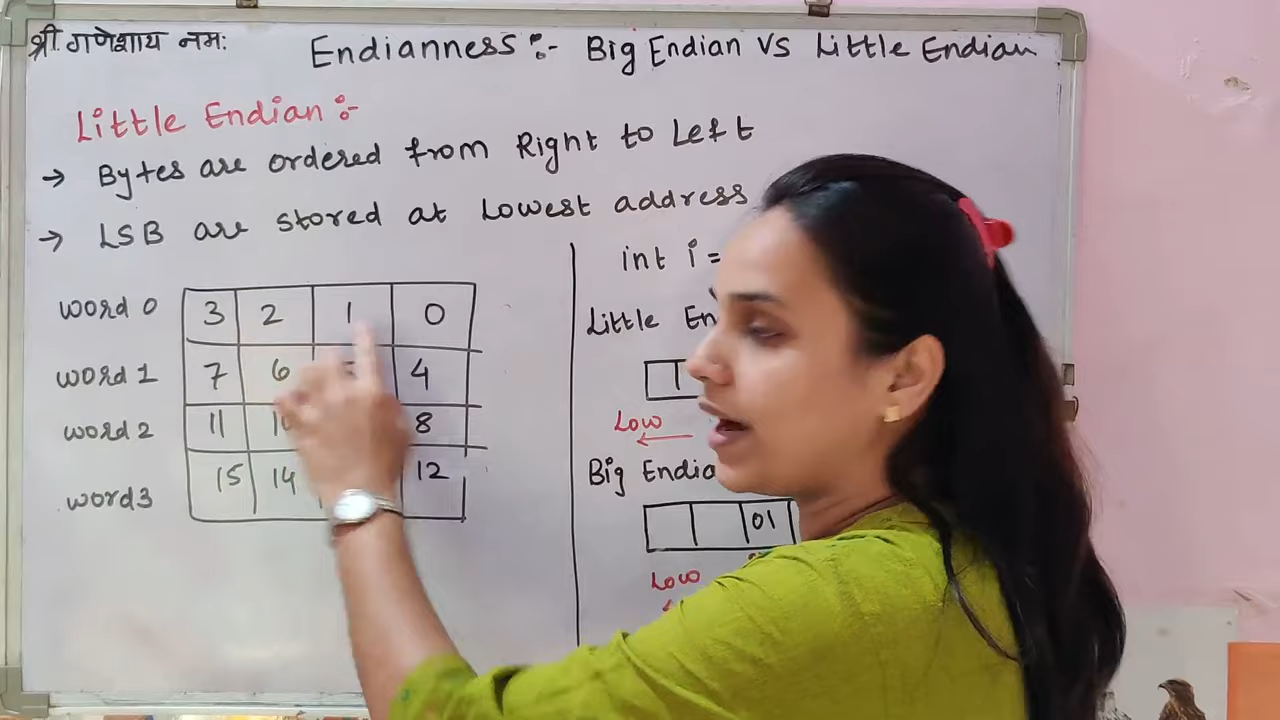 श्री गणेशाय नमः
Endianness :- Big Endian VS Little Endian
Little Endian :-
→ Bytes are ordered from Right to Left
→ LSB are stored at Lowest address
word 0 3 2 1 0
word 1 7 6 4
word 2 11 10 8
word3 15 14 12
int i =
Little
Low
Big
01
Low